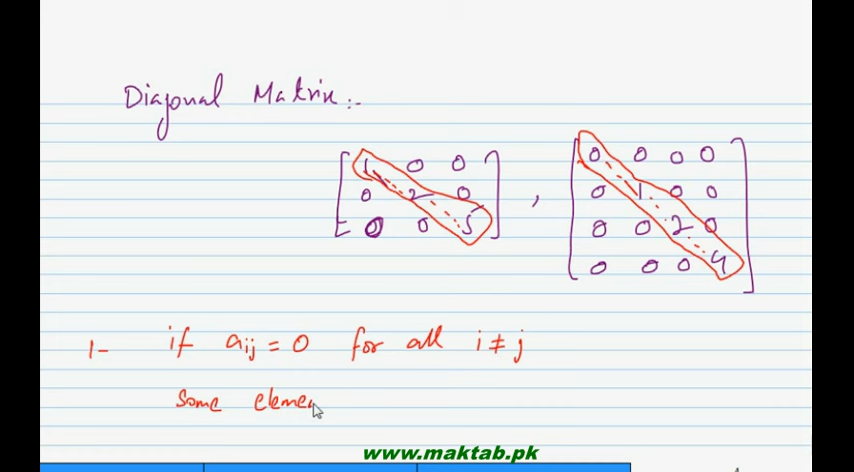 Diagonal Matrix:-
1 0 0
0 2 0
0 0 5
,
0 0 0 0
0 1 0 0
0 0 2 0
0 0 0 4
1- if aij = 0 for all i ≠ j
some elemen
www.maktab.pk